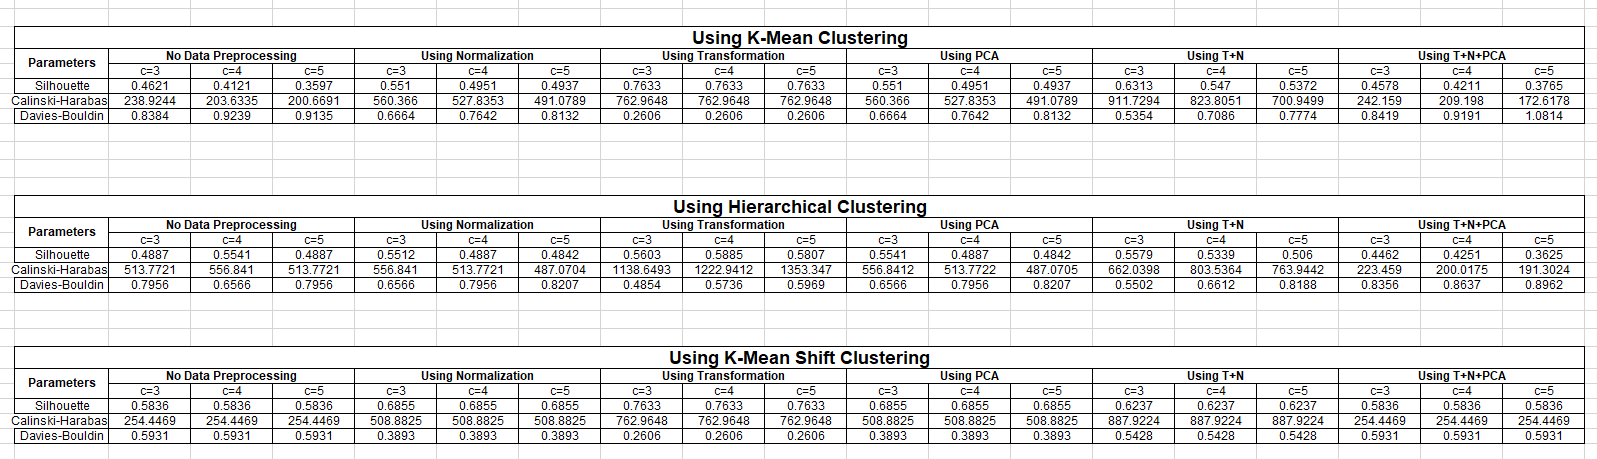 Using K-Mean Clustering
Parameters No Data Preprocessing Using Normalization Using Transformation Using PCA Using T+N Using T+N+PCA
c=3 c=4 c=5 c=3 c=4 c=5 c=3 c=4 c=5 c=3 c=4 c=5 c=3 c=4 c=5 c=3 c=4 c=5
Silhouette 0.4621 0.4121 0.3597 0.551 0.4951 0.4937 0.7633 0.7633 0.7633 0.551 0.4951 0.4937 0.6313 0.547 0.5372 0.4578 0.4211 0.3765
Calinski-Harabas 238.9244 203.6335 200.6691 560.366 527.8353 491.0789 762.9648 762.9648 762.9648 560.366 527.8353 491.0789 911.7294 823.8051 700.9499 242.159 209.198 172.6178
Davies-Bouldin 0.8384 0.9239 0.9135 0.6664 0.7642 0.8132 0.2606 0.2606 0.2606 0.6664 0.7642 0.8132 0.5354 0.7086 0.7774 0.8419 0.9191 1.0814
Using Hierarchical Clustering
Parameters No Data Preprocessing Using Normalization Using Transformation Using PCA Using T+N Using T+N+PCA
c=3 c=4 c=5 c=3 c=4 c=5 c=3 c=4 c=5 c=3 c=4 c=5 c=3 c=4 c=5 c=3 c=4 c=5
Silhouette 0.4887 0.5541 0.4887 0.5512 0.4887 0.4842 0.5603 0.5885 0.5807 0.5541 0.4887 0.4842 0.5579 0.5339 0.506 0.4462 0.4251 0.3625
Calinski-Harabas 513.7721 556.841 513.7721 556.841 513.7721 487.0704 1138.6493 1222.9412 1353.347 556.8412 513.7722 487.0705 662.0398 803.5364 763.9442 223.459 200.0175 191.3024
Davies-Bouldin 0.7956 0.6566 0.7956 0.6566 0.7956 0.8207 0.4854 0.5736 0.5969 0.6566 0.7956 0.8207 0.5502 0.6612 0.8188 0.8356 0.8637 0.8962
Using K-Mean Shift Clustering
Parameters No Data Preprocessing Using Normalization Using Transformation Using PCA Using T+N Using T+N+PCA
c=3 c=4 c=5 c=3 c=4 c=5 c=3 c=4 c=5 c=3 c=4 c=5 c=3 c=4 c=5 c=3 c=4 c=5
Silhouette 0.5836 0.5836 0.5836 0.6855 0.6855 0.6855 0.7633 0.7633 0.7633 0.6855 0.6855 0.6855 0.6237 0.6237 0.6237 0.5836 0.5836 0.5836
Calinski-Harabas 254.4469 254.4469 254.4469 508.8825 508.8825 508.8825 762.9648 762.9648 762.9648 508.8825 508.8825 508.8825 887.9224 887.9224 887.9224 254.4469 254.4469 254.4469
Davies-Bouldin 0.5931 0.5931 0.5931 0.3893 0.3893 0.3893 0.2606 0.2606 0.2606 0.3893 0.3893 0.3893 0.5428 0.5428 0.5428 0.5931 0.5931 0.5931